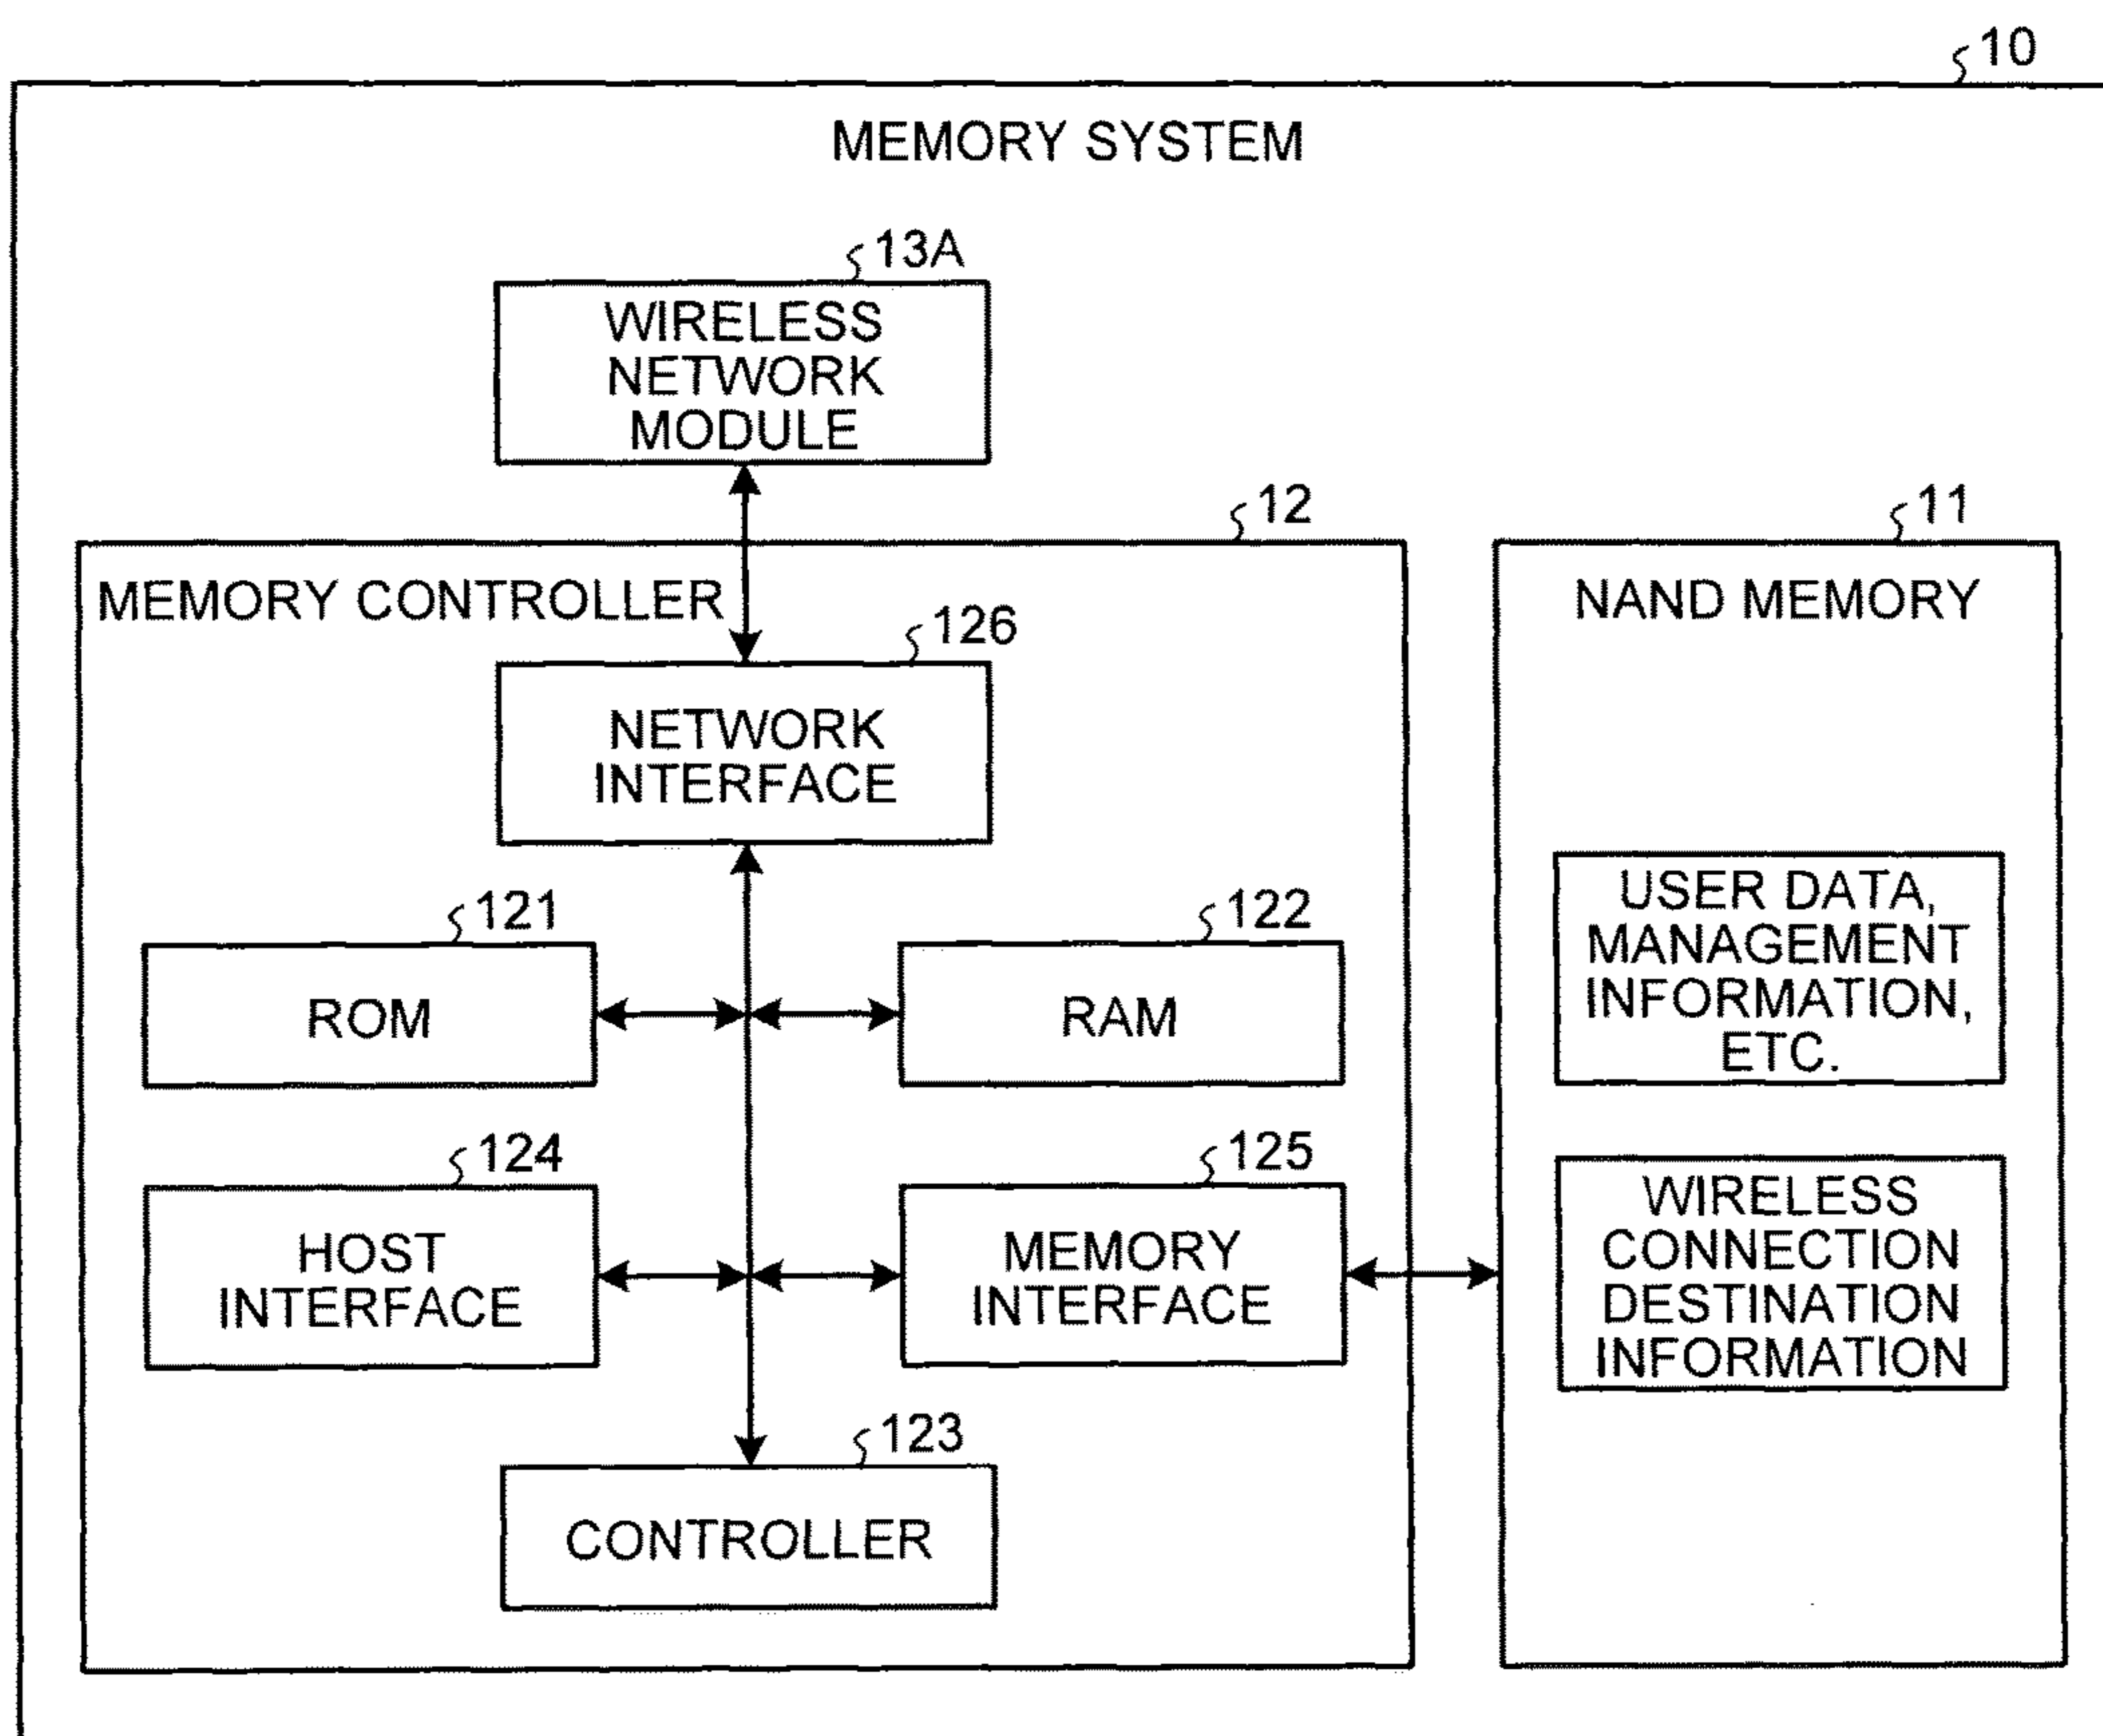 10
MEMORY SYSTEM
13A
WIRELESS
NETWORK
MODULE
12
MEMORY CONTROLLER
126
NETWORK
INTERFACE
121
ROM
122
RAM
124
HOST
INTERFACE
125
MEMORY
INTERFACE
123
CONTROLLER
11
NAND MEMORY
USER DATA,
MANAGEMENT
INFORMATION,
ETC.
WIRELESS
CONNECTION
DESTINATION
INFORMATION